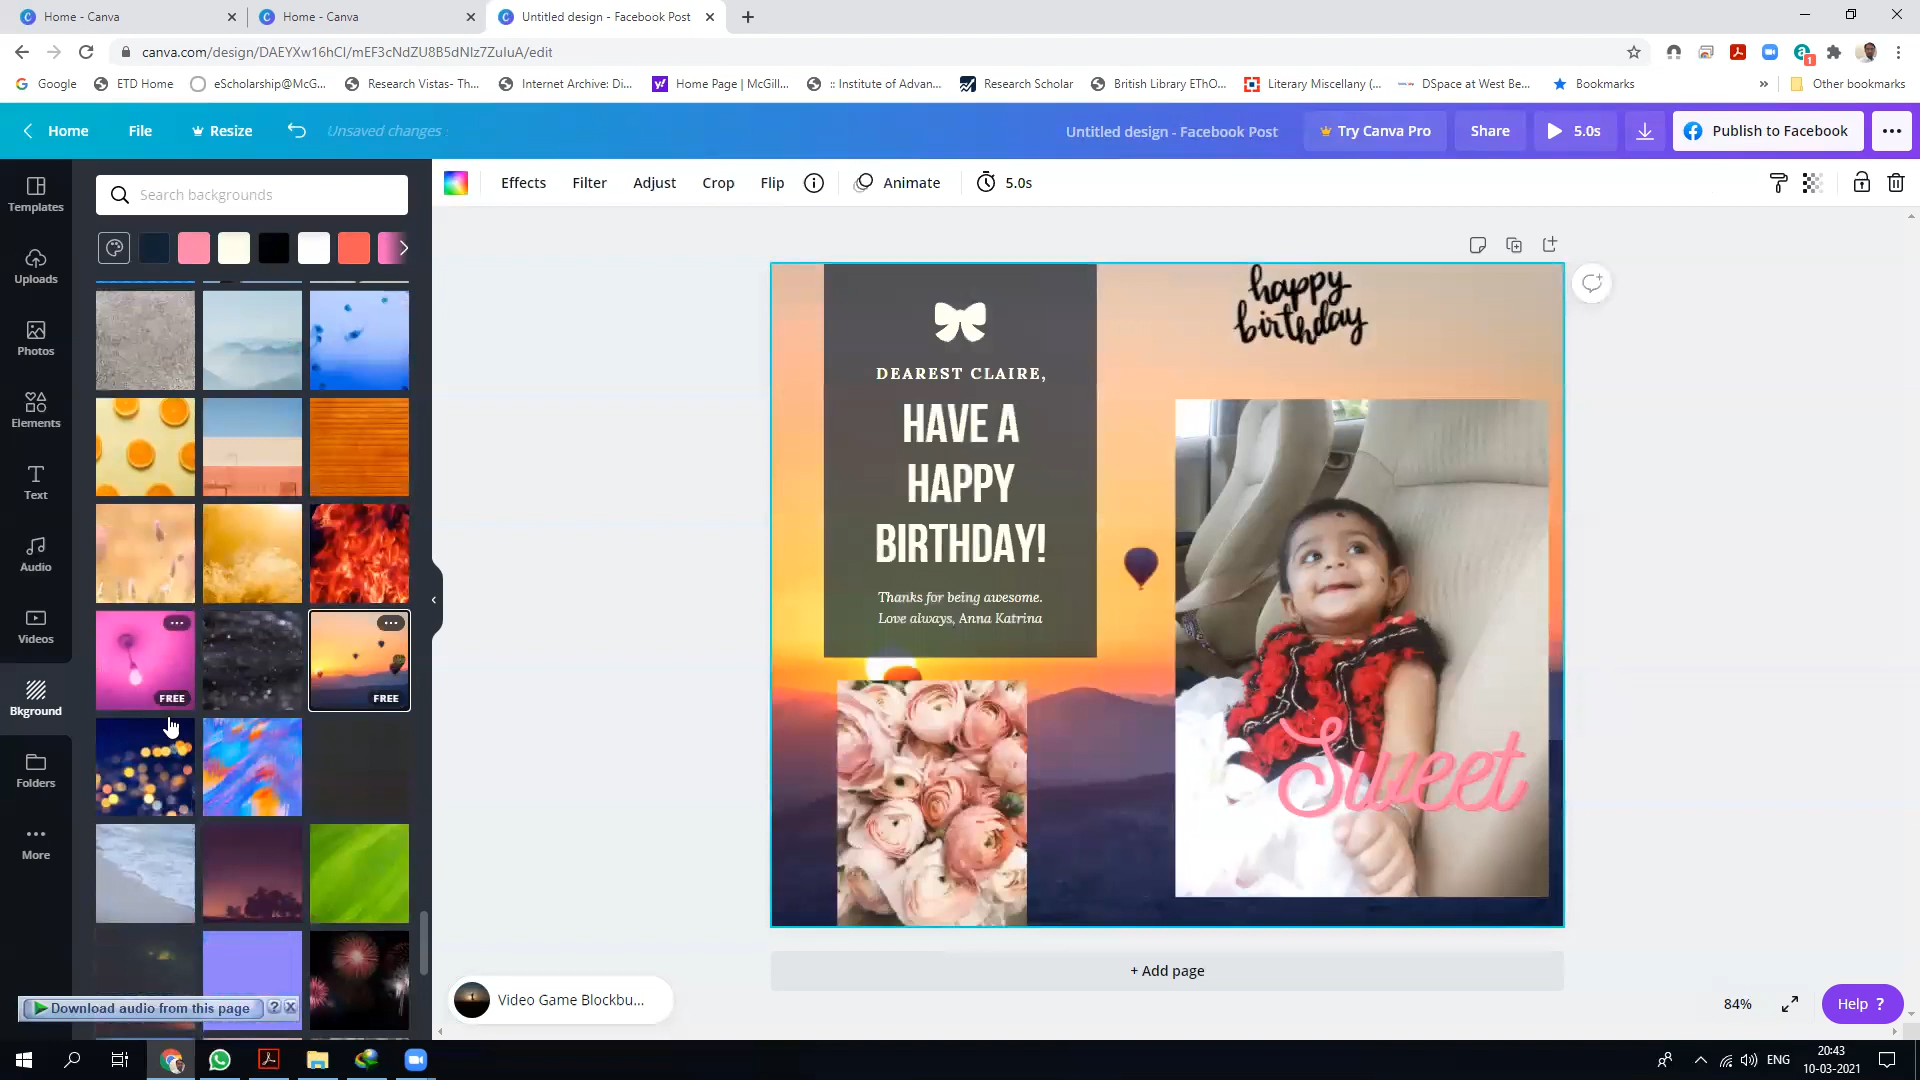 Home - Canva
Home - Canva
Untitled design - Facebook Post
canva.com/design/DAEYXw16hCI/mEF3cNdZU8B5dNIz7ZuIuA/edit
Google
ETD Home
eScholarship@McG...
Research Vistas- Th...
Internet Archive: Di...
Home Page | McGill...
:: Institute of Advan...
Research Scholar
British Library EThO...
Literary Miscellany (...
DSpace at West Be...
Bookmarks
Other bookmarks
Home
File
Resize
Unsaved changes
Untitled design - Facebook Post
Try Canva Pro
Share
5.0s
Publish to Facebook
Templates
Uploads
Photos
Elements
Text
Audio
Videos
Bkground
Folders
More
Search backgrounds
FREE
FREE
Effects
Filter
Adjust
Crop
Flip
Animate
5.0s
happy
birthday
DEAREST CLAIRE,
HAVE A
HAPPY
BIRTHDAY!
Thanks for being awesome.
Love always, Anna Katrina
Sweet
+ Add page
Video Game Blockbu...
84%
Help ?
Download audio from this page
ENG
20:43
10-03-2021